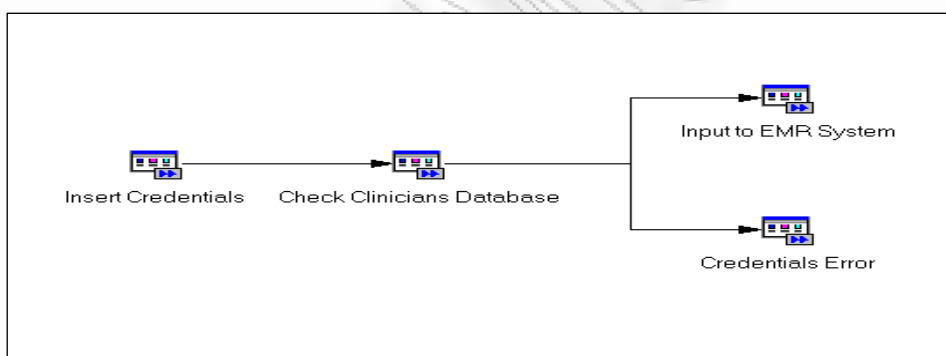 Input to EMR System
Insert Credentials
Check Clinicians Database
Credentials Error